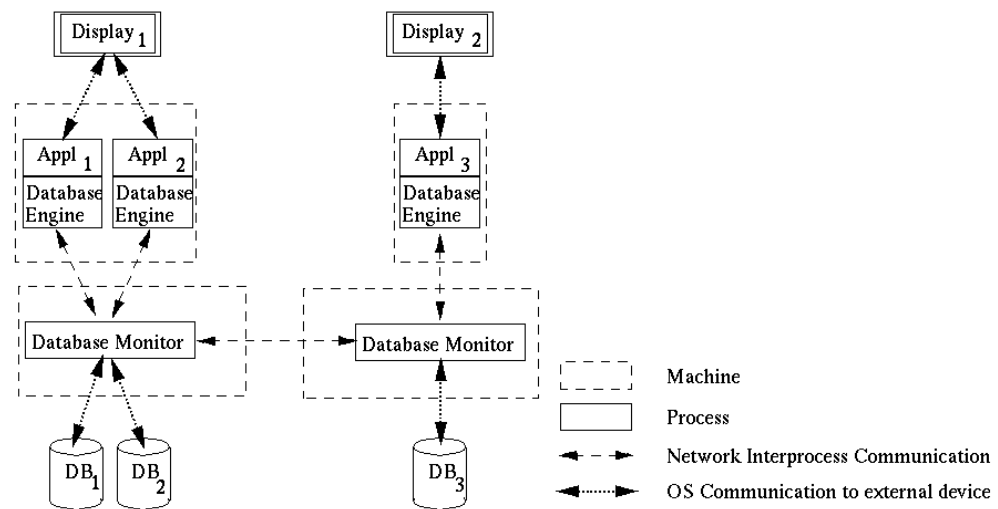 Display 1
Display 2
Appl 1
Appl 2
Appl 3
Database
Engine
Database
Engine
Database
Engine
Database Monitor
Database Monitor
DB 1
DB 2
DB 3
Machine
Process
Network Interprocess Communication
OS Communication to external device